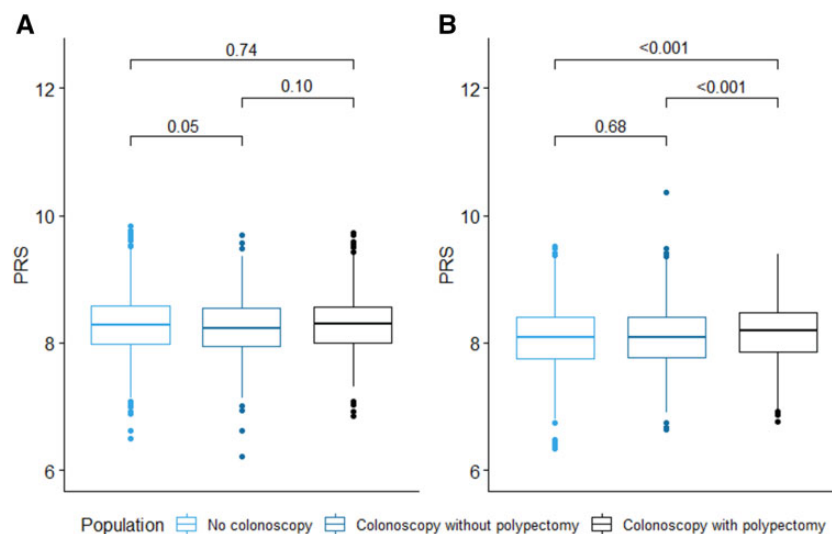 A
B
0.74
0.10
0.05
<0.001
<0.001
0.68
12
10
8
6
PRS
12
10
8
6
PRS
Population No colonoscopy Colonoscopy without polypectomy Colonoscopy with polypectomy